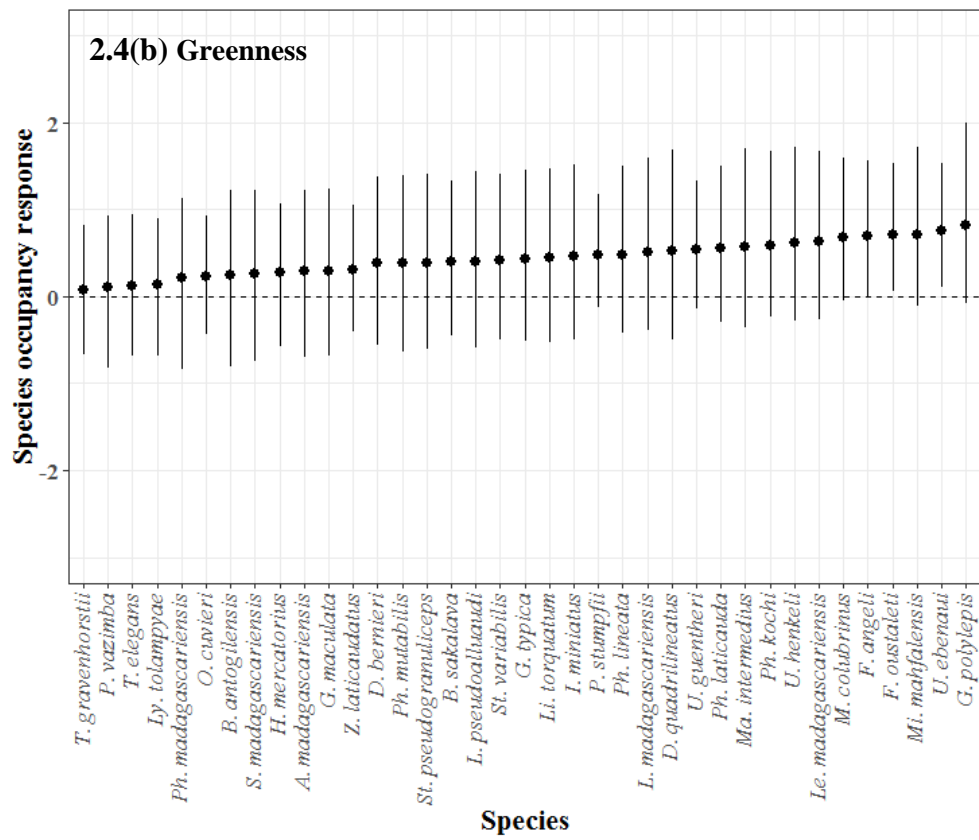 2.4(b) Greenness
Species occupancy response
2
0
-2
T. gravenhorstii
P. vazimba
T. elegans
Ly. tolampyae
Ph. madagascariensis
O. cuvieri
B. antogilensis
S. madagascariensis
H. mercatorius
A. madagascariensis
G. maculata
Z. laticaudatus
D. bernieri
Ph. mutabilis
St. pseudogranuliceps
B. sakalava
L. pseudoalluaudi
St. variabilis
G. typica
Li. torquatum
I. miniatus
P. stumpfii
Ph. lineata
L. madagascariensis
D. quadrilineatus
U. guentheri
Ph. laticauda
Ma. intermedius
Ph. kochi
U. henkeli
Le. madagascariensis
M. colubrinus
F. angeli
F. oustaleti
Mi. mahfalensis
U. ebenaui
G. polylepis
Species